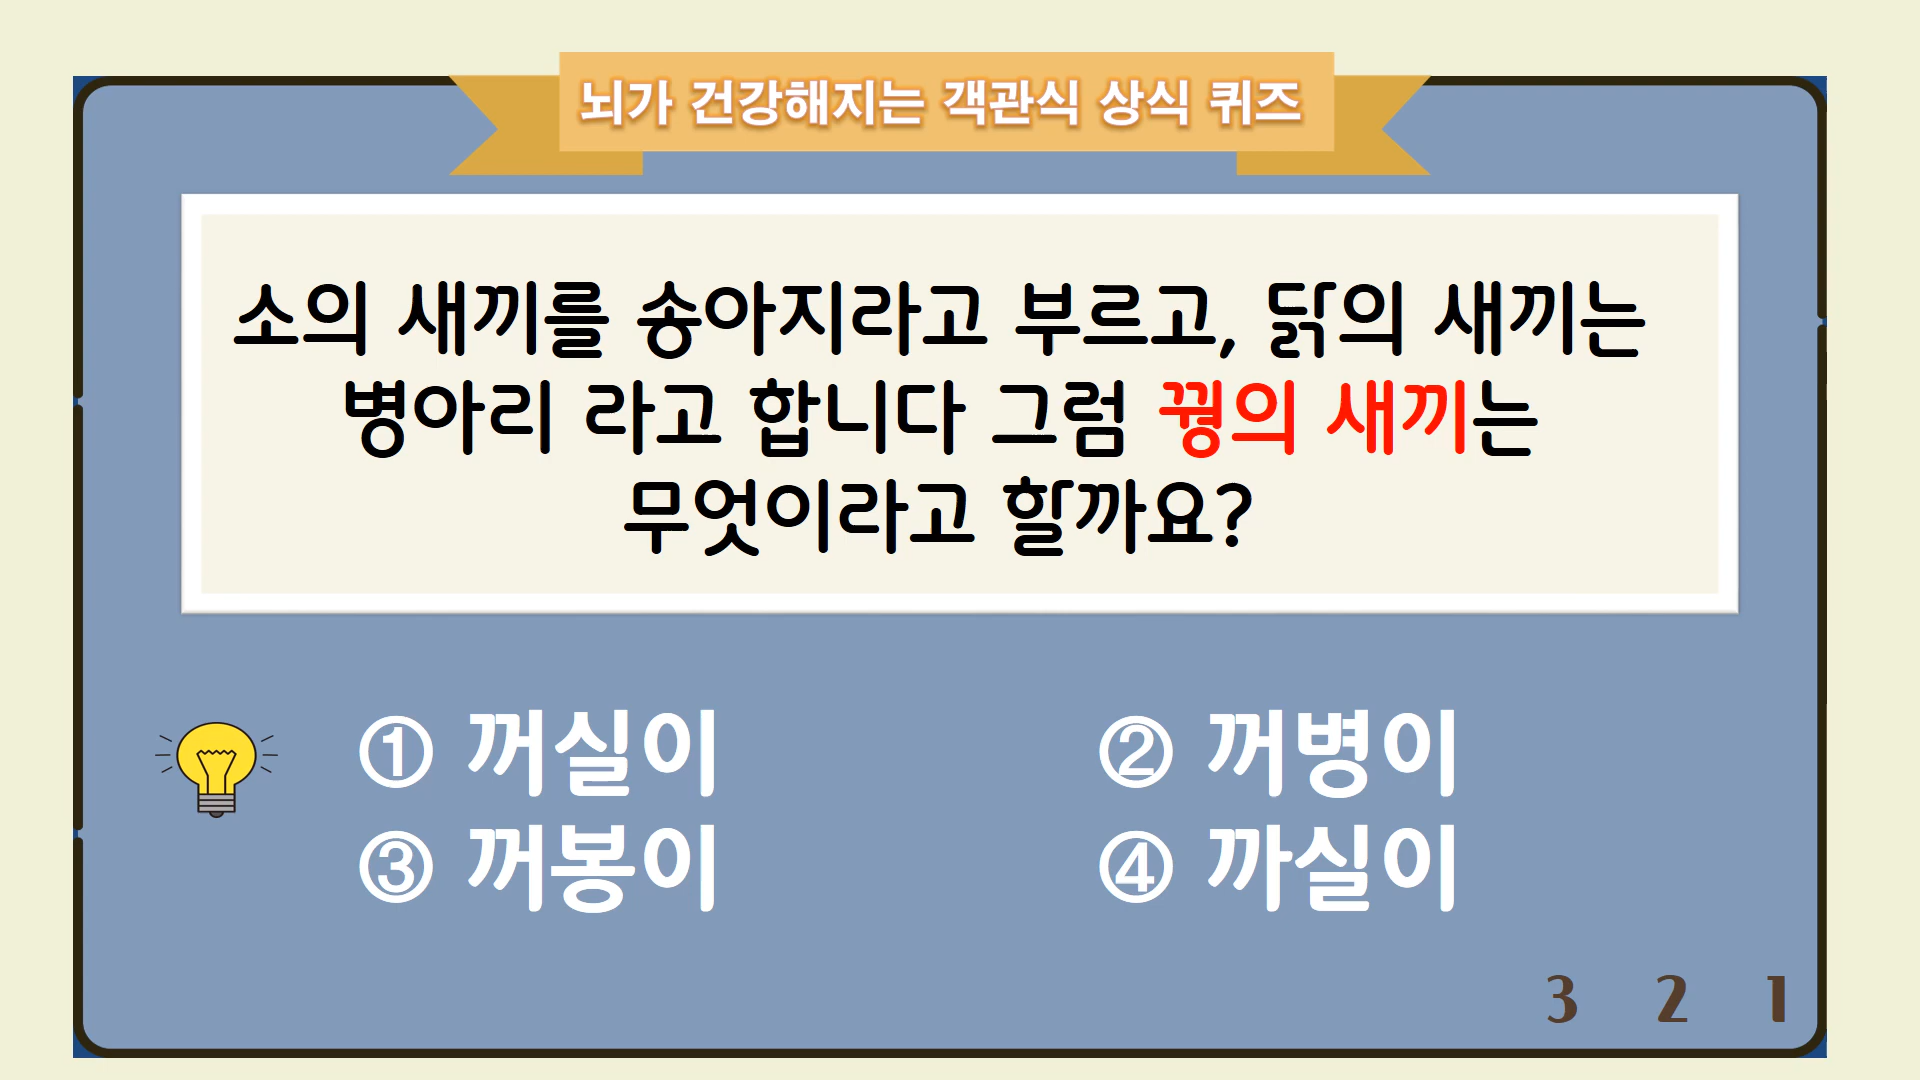 뇌가 건강해지는 객관식 상식 퀴즈
소의 새끼를 송아지라고 부르고, 닭의 새끼는
병아리 라고 합니다 그럼 꿩의 새끼는
무엇이라고 할까요?
① 꺼실이 ② 꺼병이
③ 꺼봉이 ④ 까실이
3 2 1